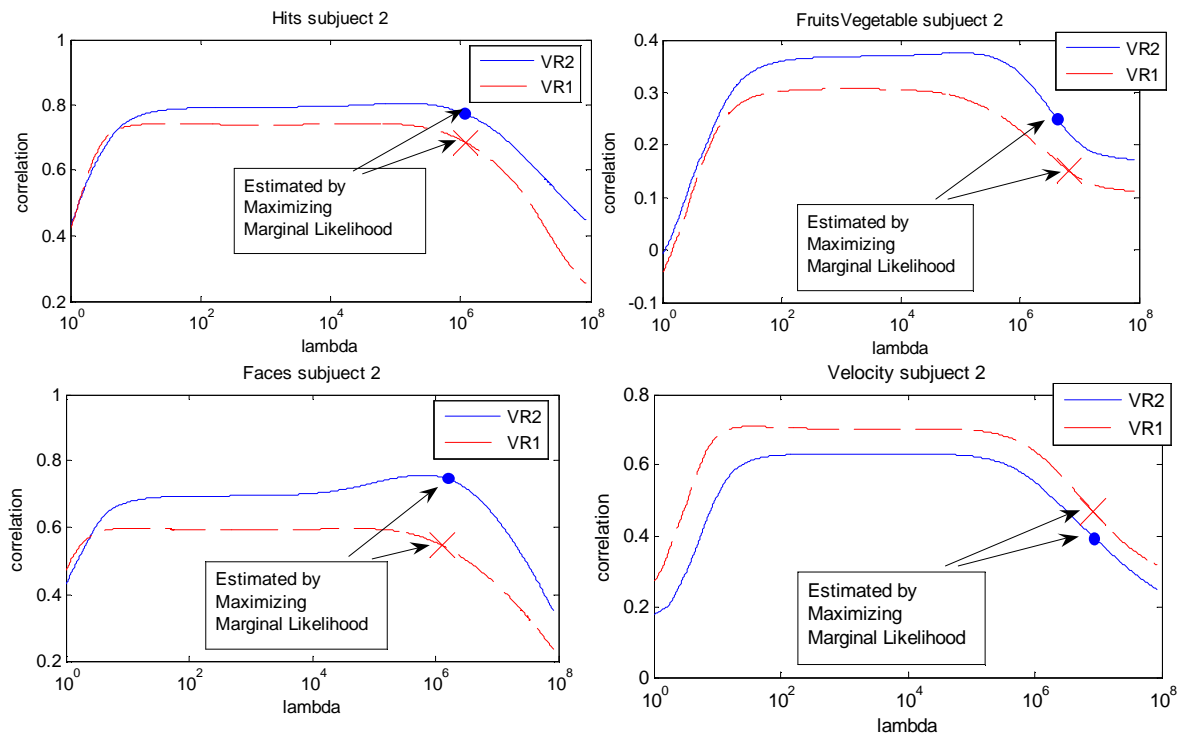 Hits subjuect 2
1
0.8
0.6
0.4
0.2
correlation
VR2
VR1
Estimated by
Maximizing
Marginal Likelihood
10^0
10^2
10^4
10^6
10^8
lambda
FruitsVegetable subjuect 2
0.4
0.3
0.2
0.1
0
-0.1
correlation
VR2
VR1
Estimated by
Maximizing
Marginal Likelihood
10^0
10^2
10^4
10^6
10^8
lambda
Faces subjuect 2
1
0.8
0.6
0.4
0.2
correlation
VR2
VR1
Estimated by
Maximizing
Marginal Likelihood
10^0
10^2
10^4
10^6
10^8
lambda
Velocity subjuect 2
0.8
0.6
0.4
0.2
0
correlation
VR2
VR1
Estimated by
Maximizing
Marginal Likelihood
10^0
10^2
10^4
10^6
10^8
lambda